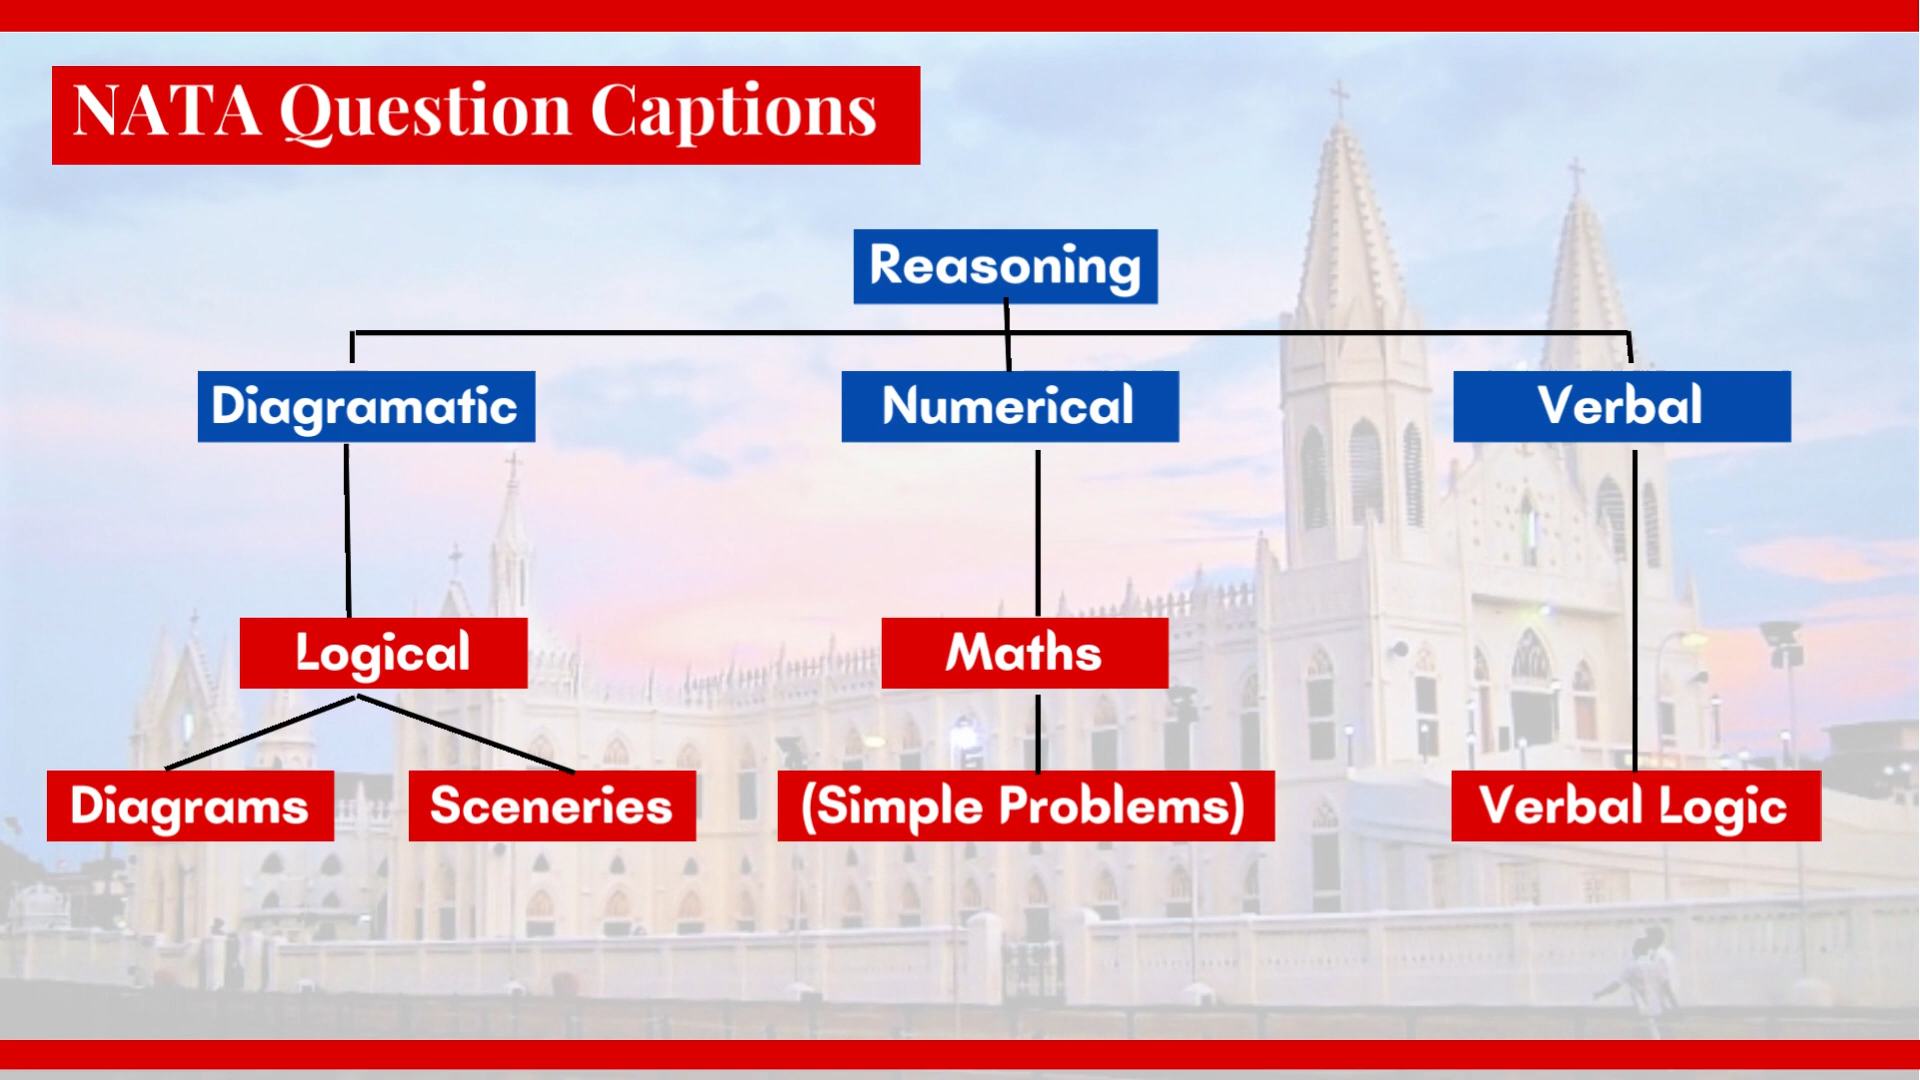 NATA Question Captions
Reasoning
Diagramatic
Numerical
Verbal
Logical
Maths
Diagrams
Sceneries
(Simple Problems)
Verbal Logic